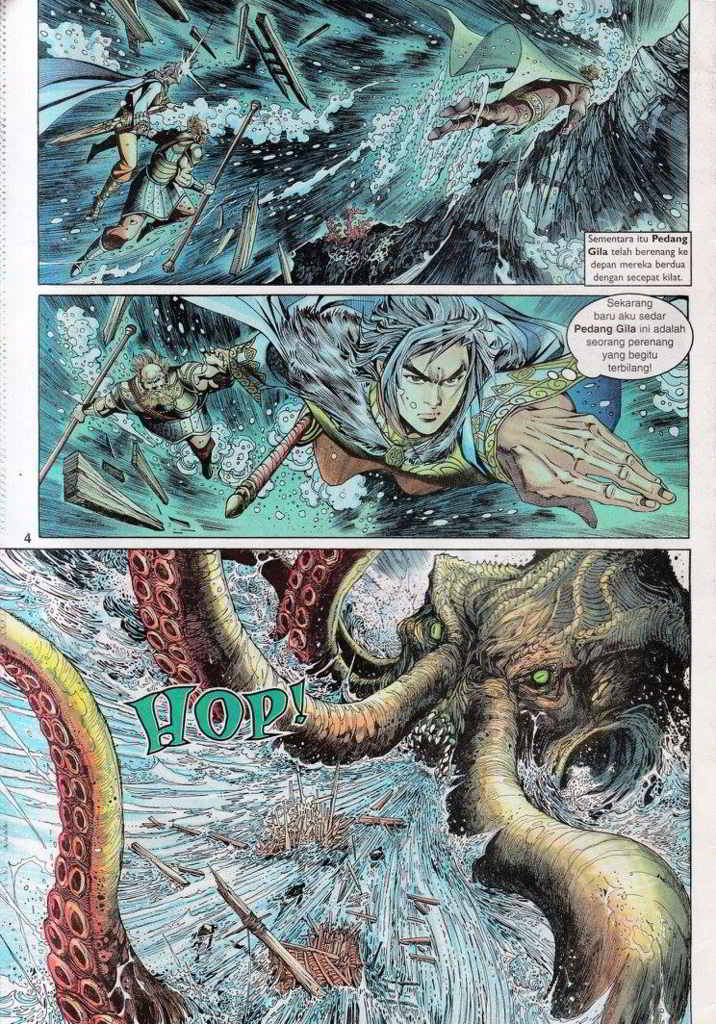 Sementara itu Pedang
Gila telah berenang ke
depan mereka berdua
dengan secepat kilat.
Sekarang
baru aku sedar
Pedang Gila ini adalah
seorang perenang
yang begitu
terbilang!
4
HOP!